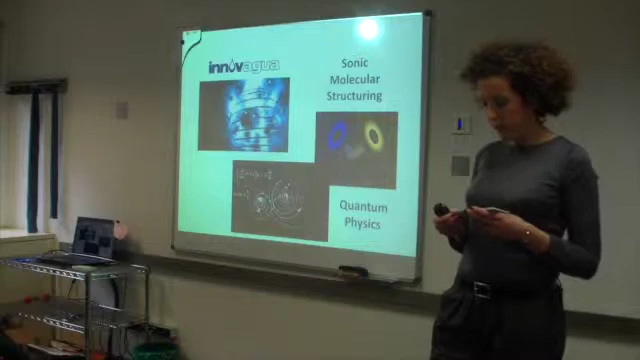 innovagua
Sonic
Molecular
Structuring
Quantum
Physics